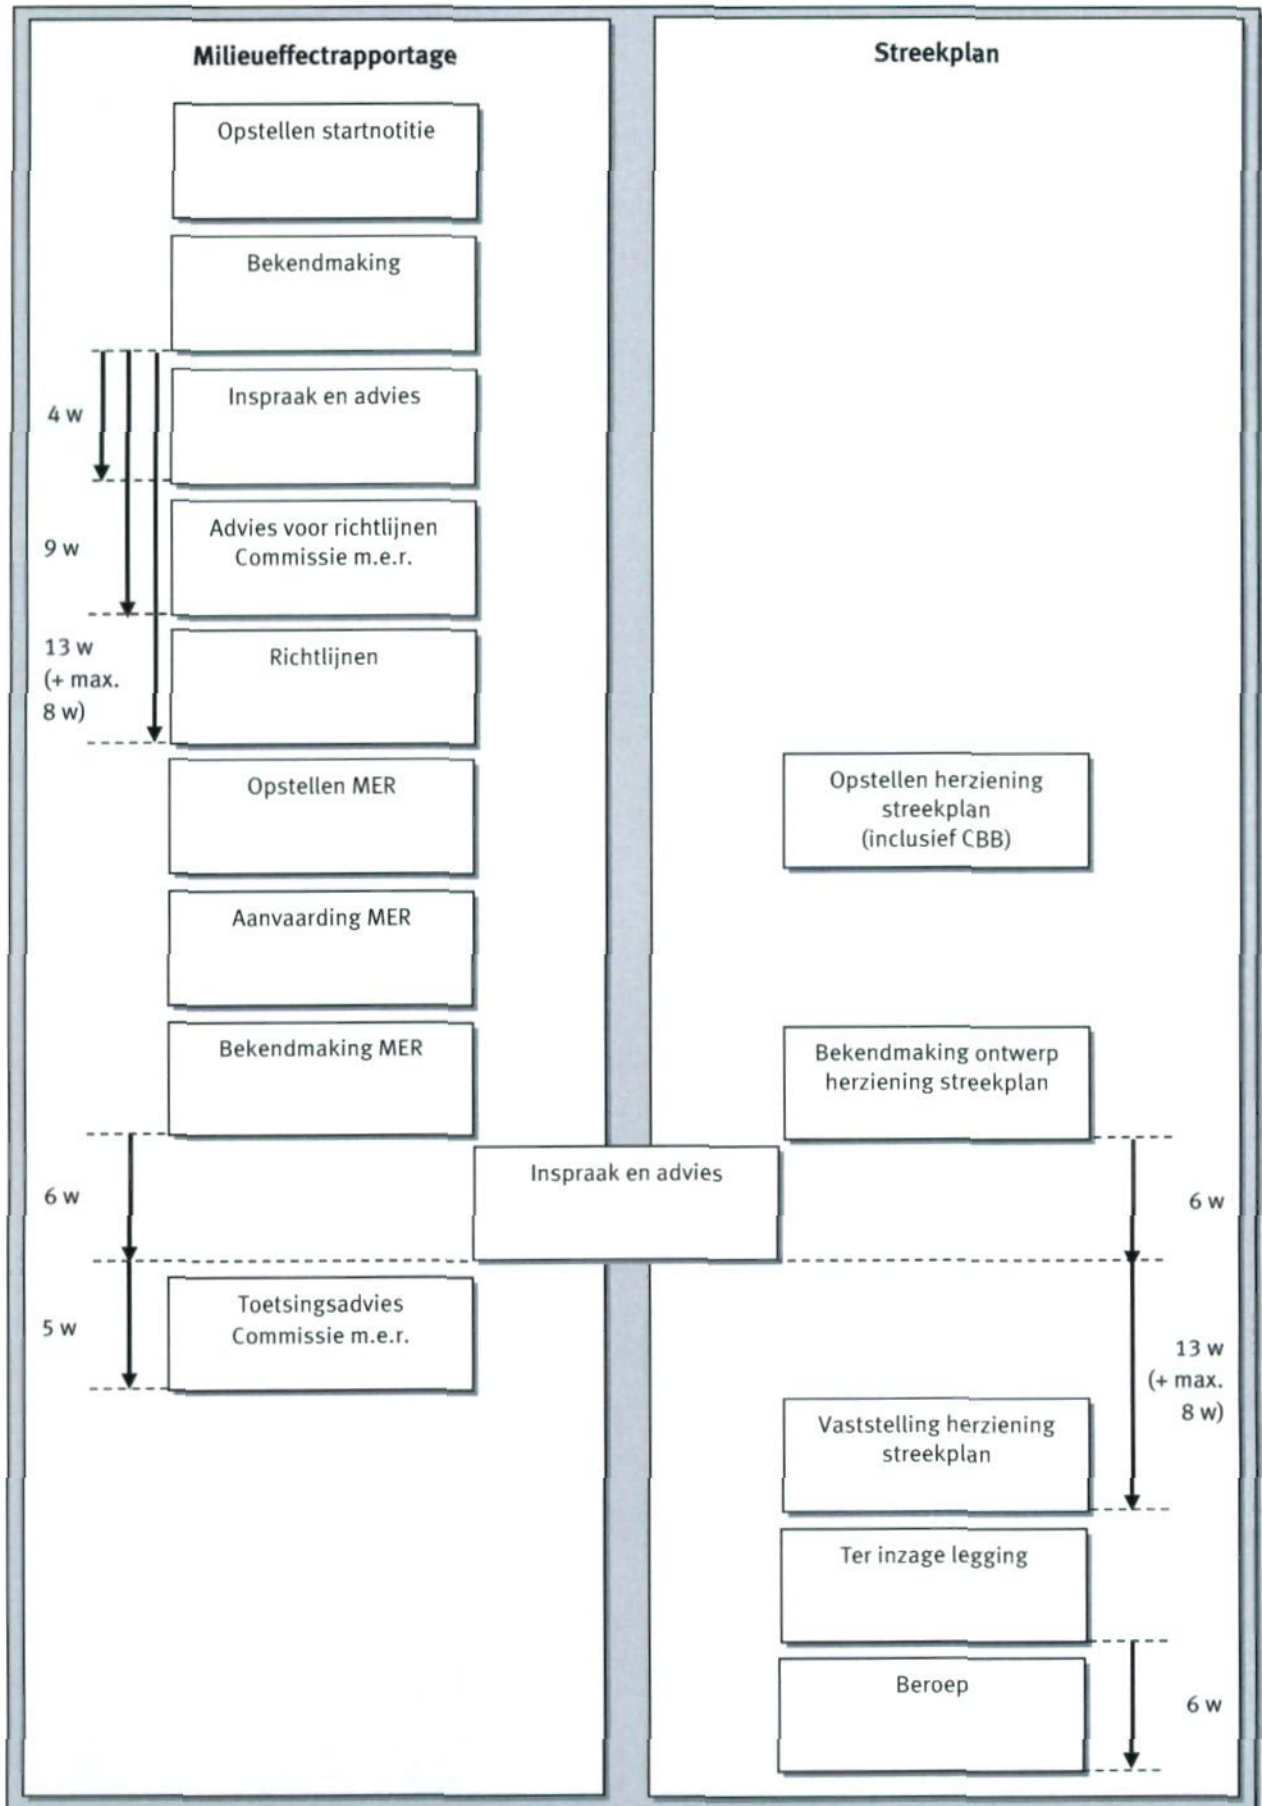 Milieueffectrapportage
Opstellen startnotitie
Bekendmaking
Inspraak en advies
4 w
Advies voor richtlijnen
Commissie m.e.r.
9 w
Richtlijnen
13 w
(+ max.
8 w)
Opstellen MER
Aanvaarding MER
Bekendmaking MER
6 w
Inspraak en advies
Toetsingsadvies
Commissie m.e.r.
5 w
Streekplan
Opstellen herziening
streekplan
(inclusief CBB)
Bekendmaking ontwerp
herziening streekplan
6 w
13 w
(+ max.
8 w)
Vaststelling herziening
streekplan
Ter inzage legging
Beroep
6 w